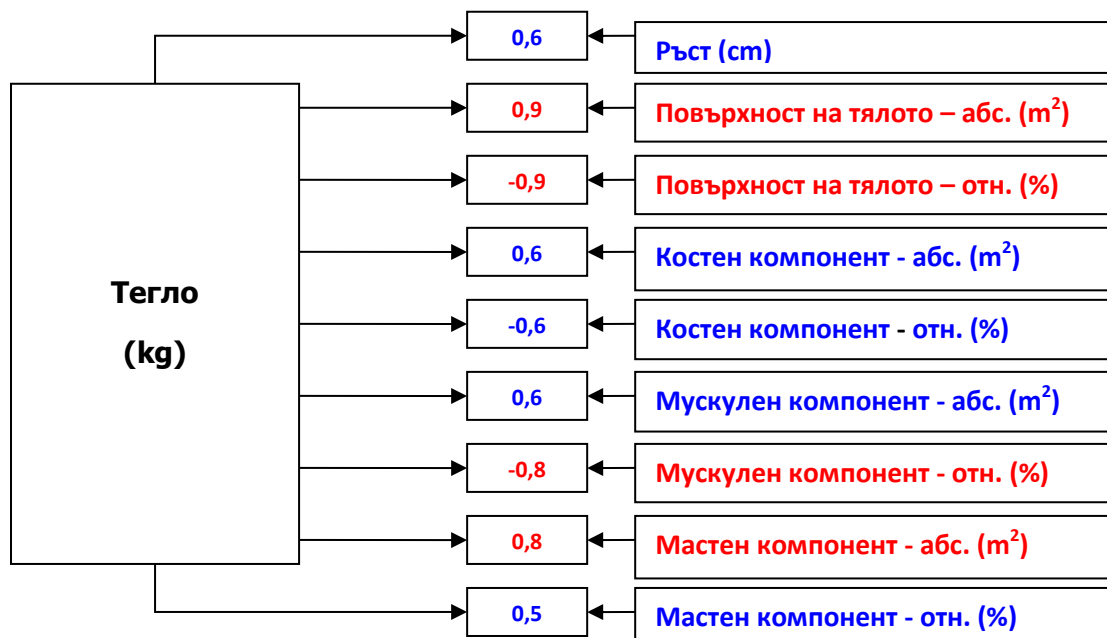 0,6 Ръст (cm)
0,9 Повърхност на тялото – абс. (m²)
-0,9 Повърхност на тялото – отн. (%)
0,6 Костен компонент - абс. (m²)
Тегло
(kg)
-0,6 Костен компонент - отн. (%)
0,6 Мускулен компонент - абс. (m²)
-0,8 Мускулен компонент - отн. (%)
0,8 Мастен компонент - абс. (m²)
0,5 Мастен компонент - отн. (%)